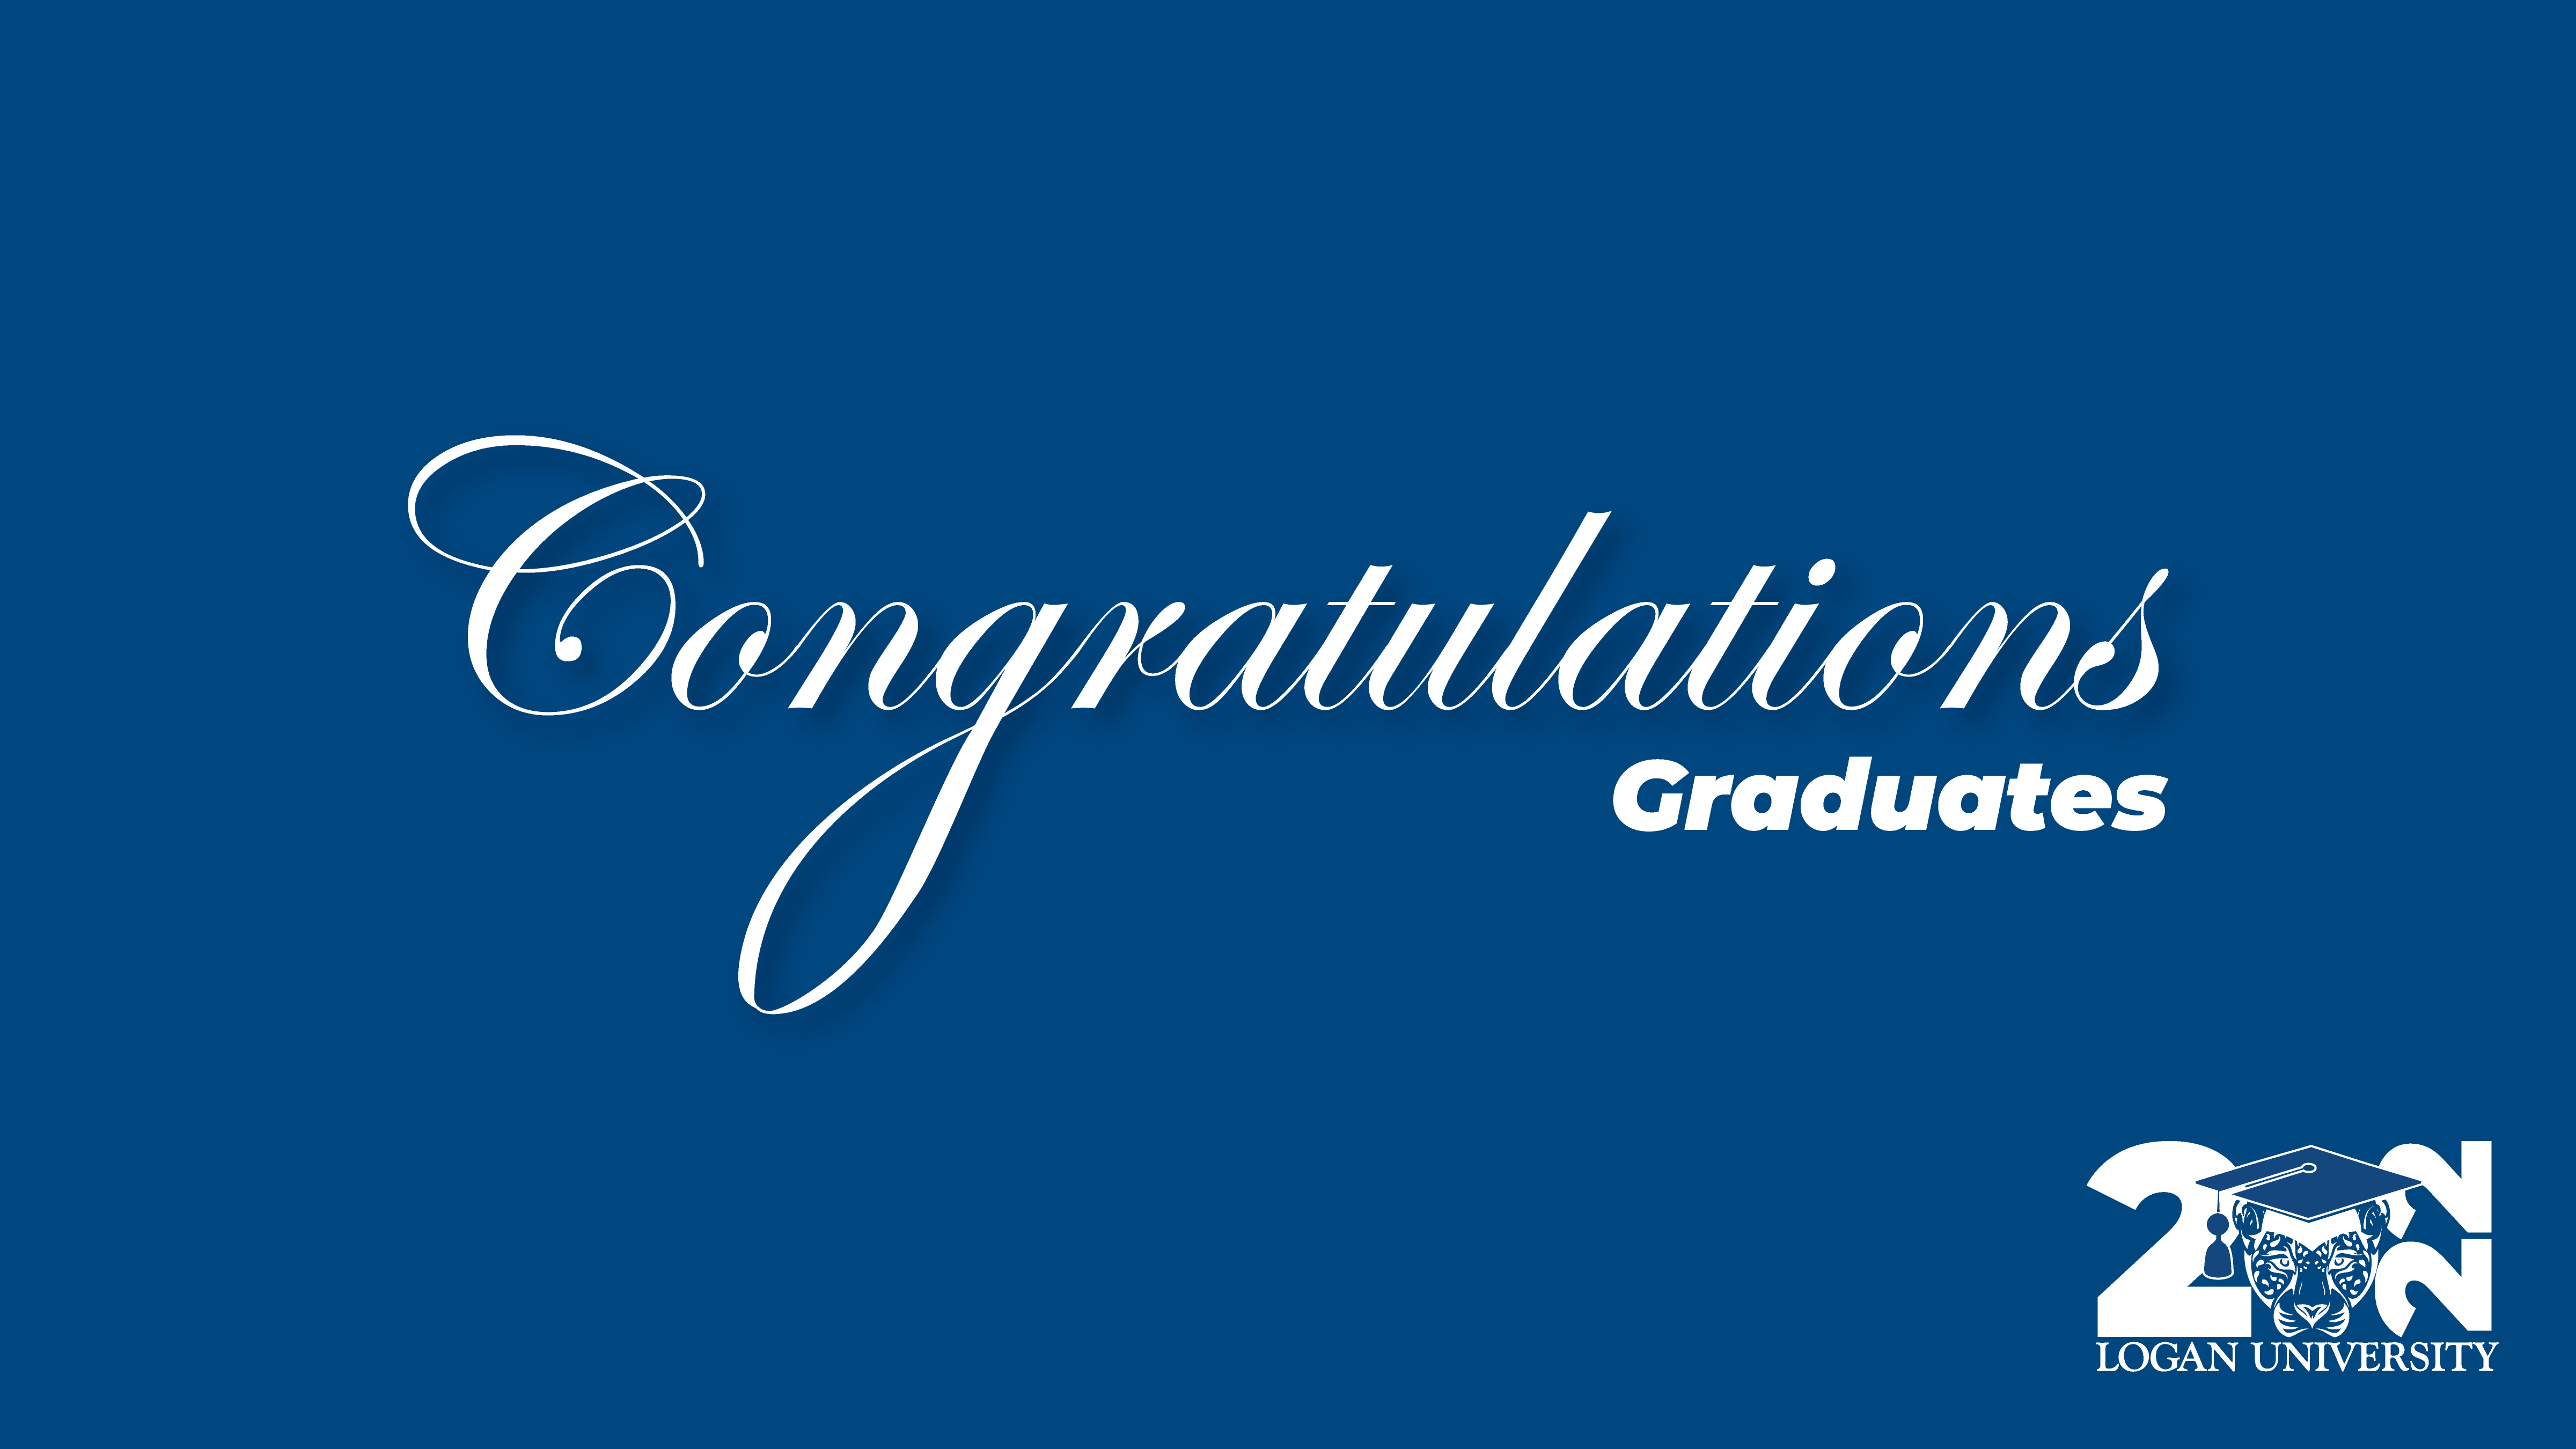 Congratulations
Graduates
2022
LOGAN UNIVERSITY